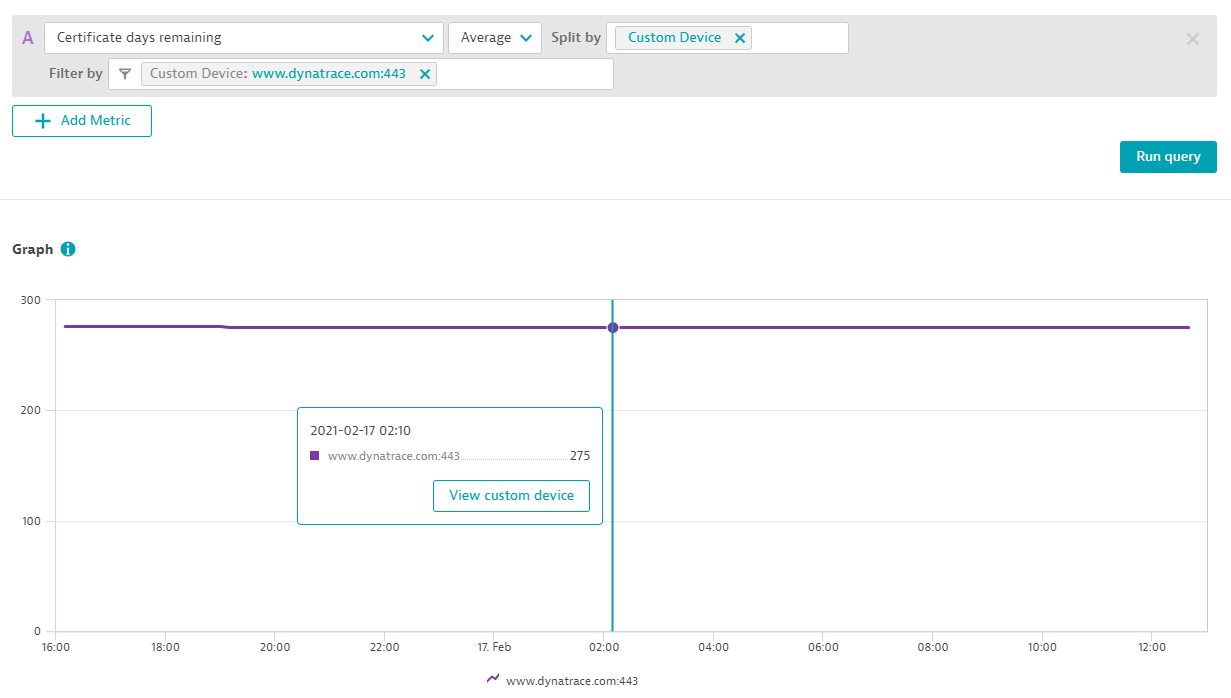 A Certificate days remaining Average Split by Custom Device
Filter by Custom Device: www.dynatrace.com:443
Add Metric
Run query
Graph
300
200
100
0
2021-02-17 02:10
www.dynatrace.com:443 275
View custom device
16:00 18:00 20:00 22:00 17. Feb 02:00 04:00 06:00 08:00 10:00 12:00
www.dynatrace.com:443